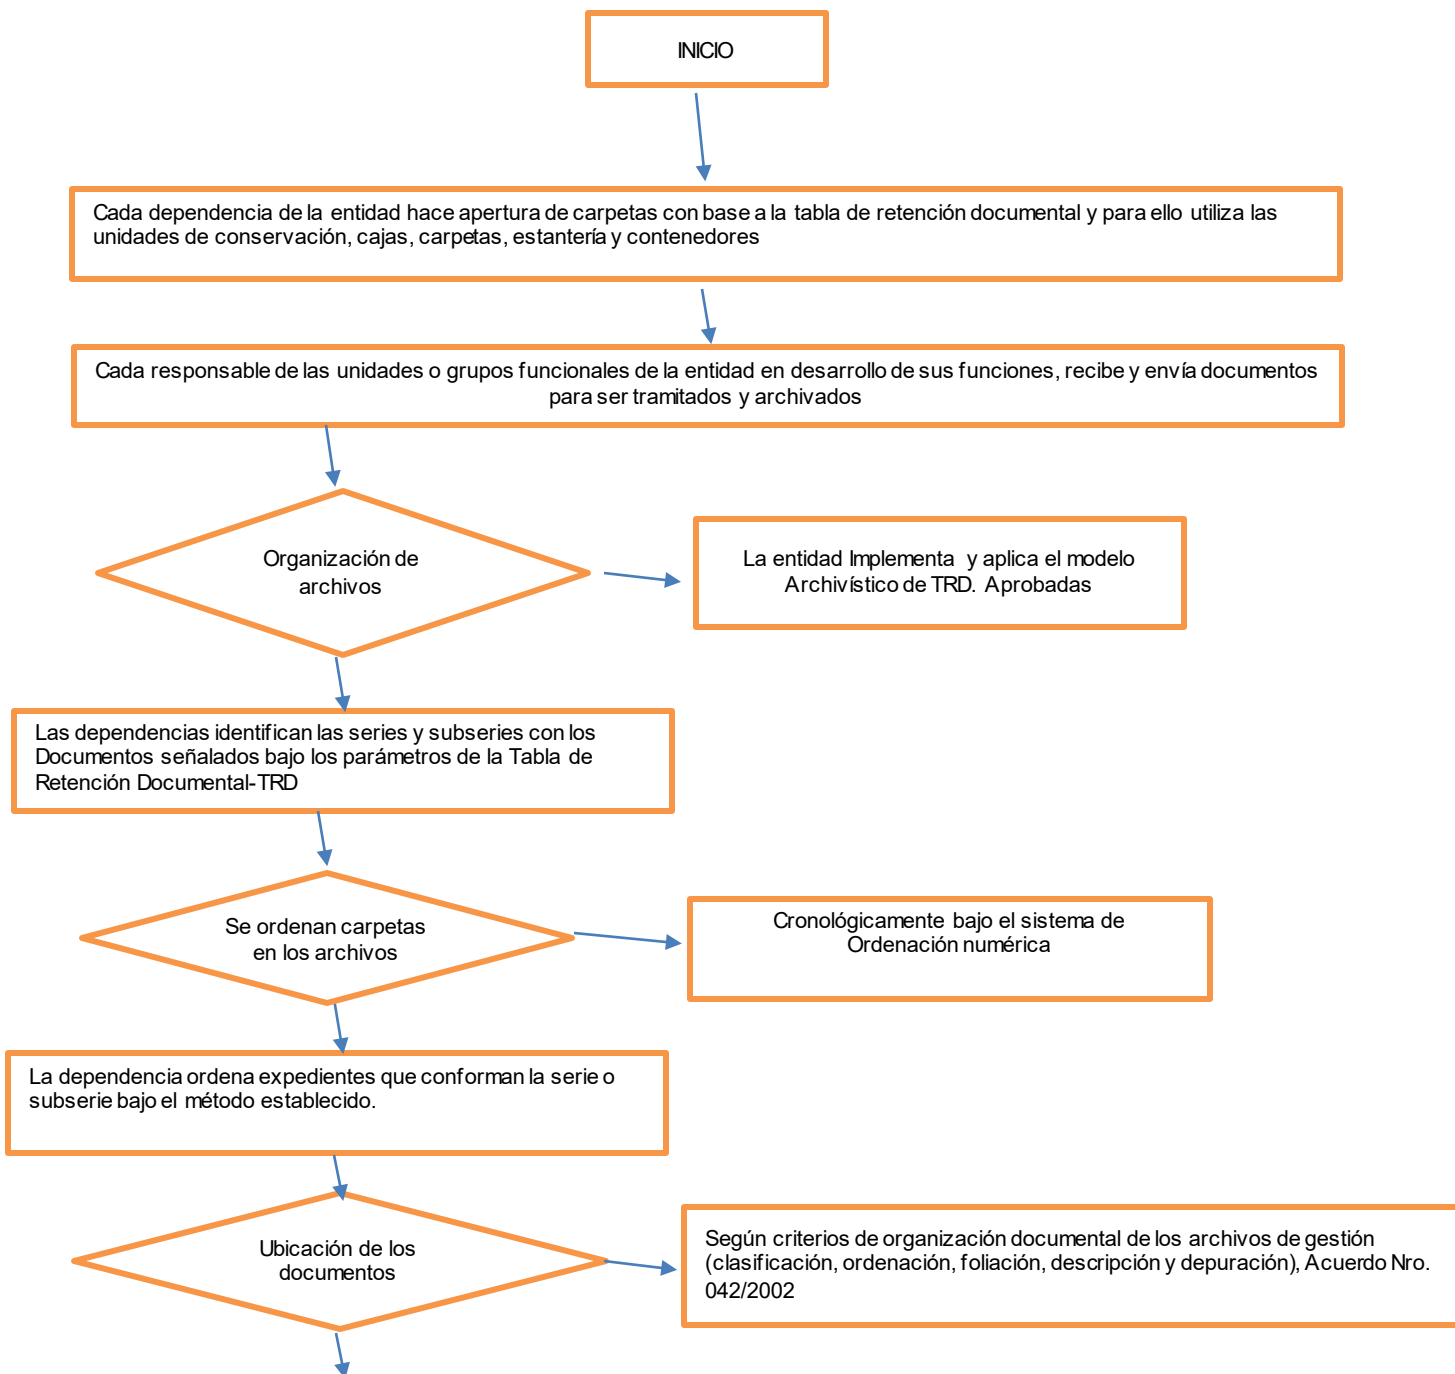 INICIO
Cada dependencia de la entidad hace apertura de carpetas con base a la tabla de retención documental y para ello utiliza las
unidades de conservación, cajas, carpetas, estantería y contenedores
Cada responsable de las unidades o grupos funcionales de la entidad en desarrollo de sus funciones, recibe y envía documentos
para ser tramitados y archivados
Organización de
archivos
La entidad Implementa y aplica el modelo
Archivístico de TRD. Aprobadas
Las dependencias identifican las series y subseries con los
Documentos señalados bajo los parámetros de la Tabla de
Retención Documental-TRD
Se ordenan carpetas
en los archivos
Cronológicamente bajo el sistema de
Ordenación numérica
La dependencia ordena expedientes que conforman la serie o
subserie bajo el método establecido.
Ubicación de los
documentos
Según criterios de organización documental de los archivos de gestión
(clasificación, ordenación, foliación, descripción y depuración), Acuerdo Nro.
042/2002